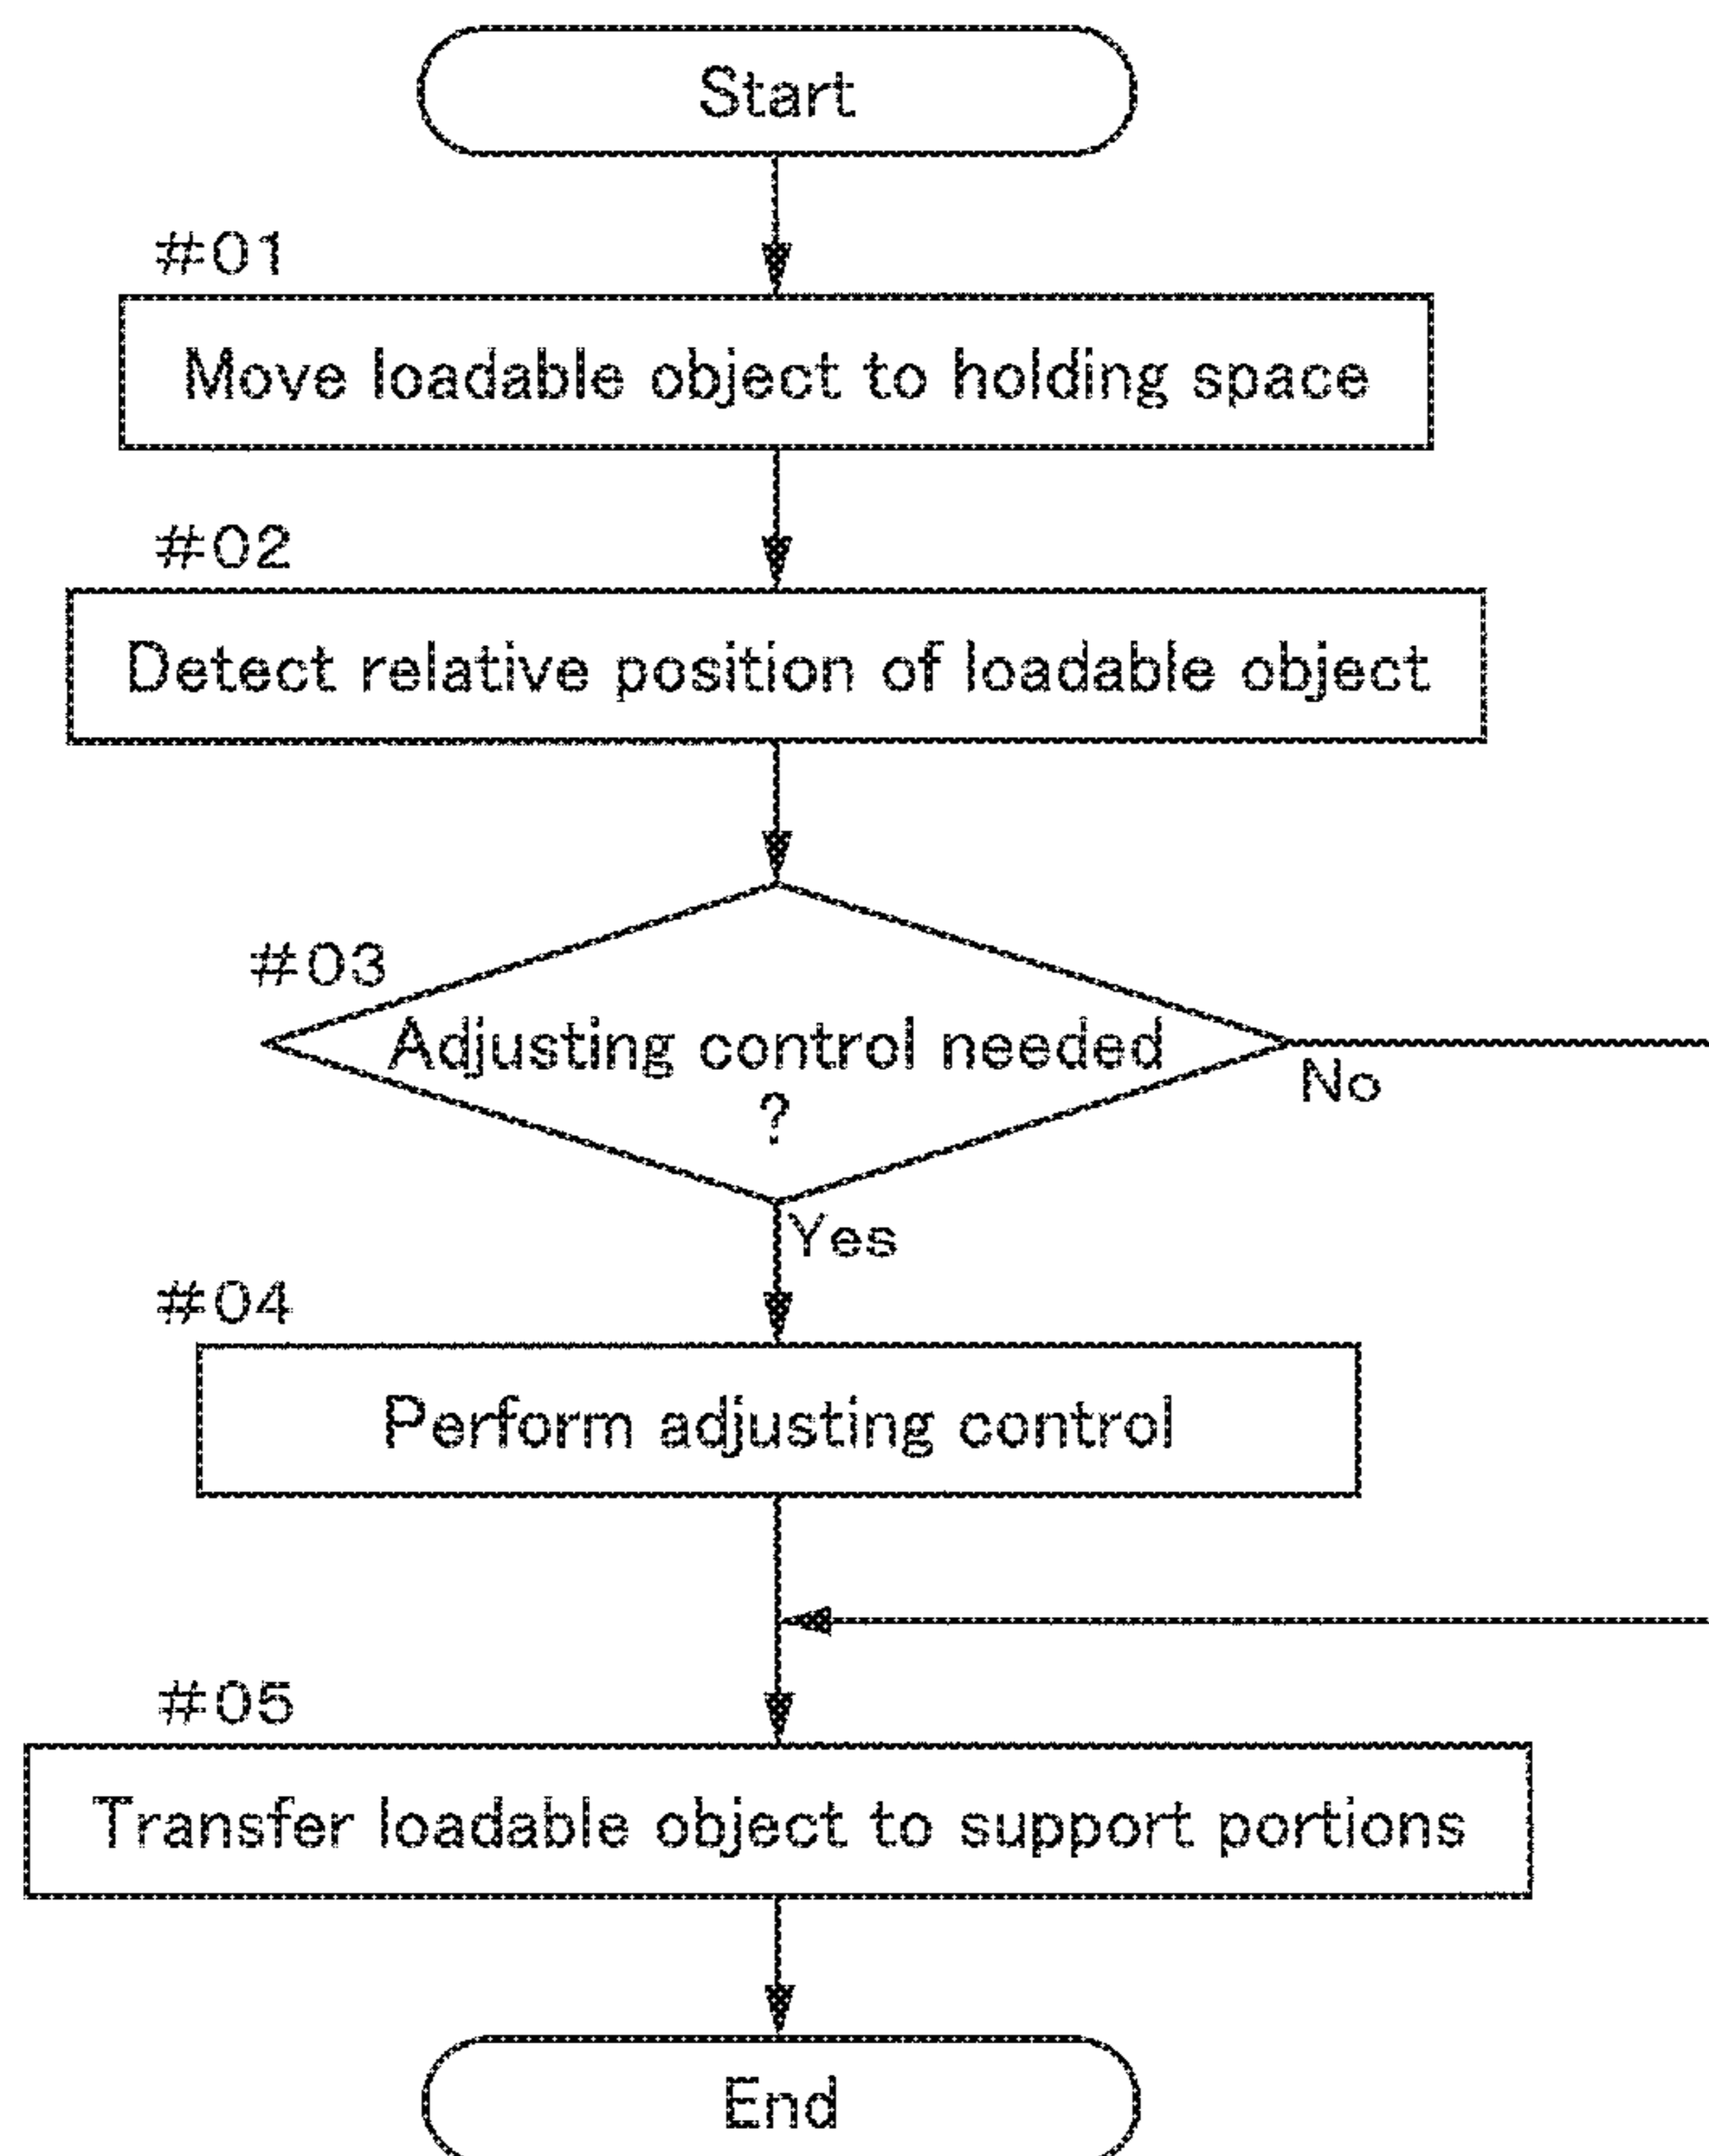 Start
#01
Move loadable object to holding space
#02
Detect relative position of loadable object
#03
Adjusting control needed
?
No
Yes
#04
Perform adjusting control
#05
Transfer loadable object to support portions
End